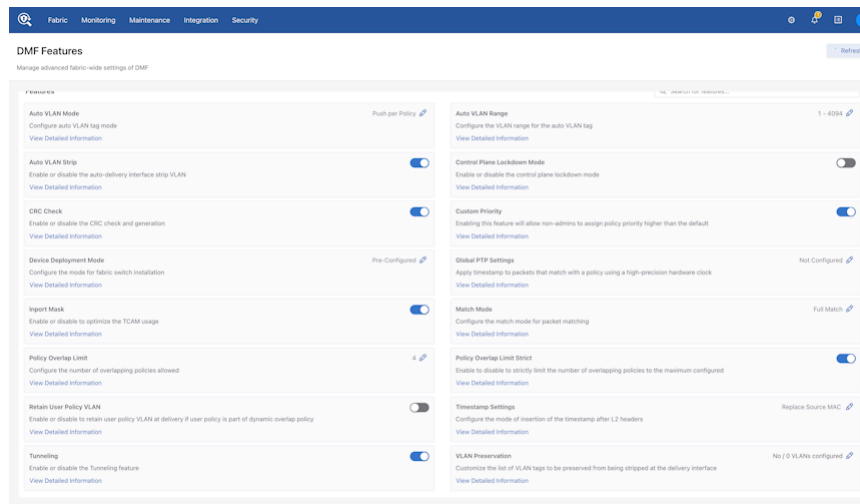 Fabric Monitoring Maintenance Integration Security
DMF Features
Refres
Manage advanced fabric-wide settings of DMF
Features
Search for features...
Auto VLAN Mode
Push per Policy
Configure auto VLAN tag mode
View Detailed Information
Auto VLAN Range
1 - 4094
Configure the VLAN range for the auto VLAN tag
View Detailed Information
Auto VLAN Strip
Enable or disable the auto-delivery interface strip VLAN
View Detailed Information
Control Plane Lockdown Mode
Enable or disable the control plane lockdown mode
View Detailed Information
CRC Check
Enable or disable the CRC check and generation
View Detailed Information
Custom Priority
Enabling this feature will allow non-admins to assign policy priority higher than the default
View Detailed Information
Device Deployment Mode
Pre-Configured
Configure the mode for fabric switch installation
View Detailed Information
Global PTP Settings
Not Configured
Apply timestamp to packets that match with a policy using a high-precision hardware clock
View Detailed Information
Inport Mask
Enable or disable to optimize the TCAM usage
View Detailed Information
Match Mode
Full Match
Configure the match mode for packet matching
View Detailed Information
Policy Overlap Limit
4
Configure the number of overlapping policies allowed
View Detailed Information
Policy Overlap Limit Strict
Enable to disable to strictly limit the number of overlapping policies to the maximum configured
View Detailed Information
Retain User Policy VLAN
Enable or disable to retain user policy VLAN at delivery if user policy is part of dynamic overlap policy
View Detailed Information
Timestamp Settings
Replace Source MAC
Configure the mode of insertion of the timestamp after L2 headers
View Detailed Information
Tunneling
Enable or disable the Tunneling feature
View Detailed Information
VLAN Preservation
No / 0 VLANs configured
Customize the list of VLAN tags to be preserved from being stripped at the delivery interface
View Detailed Information